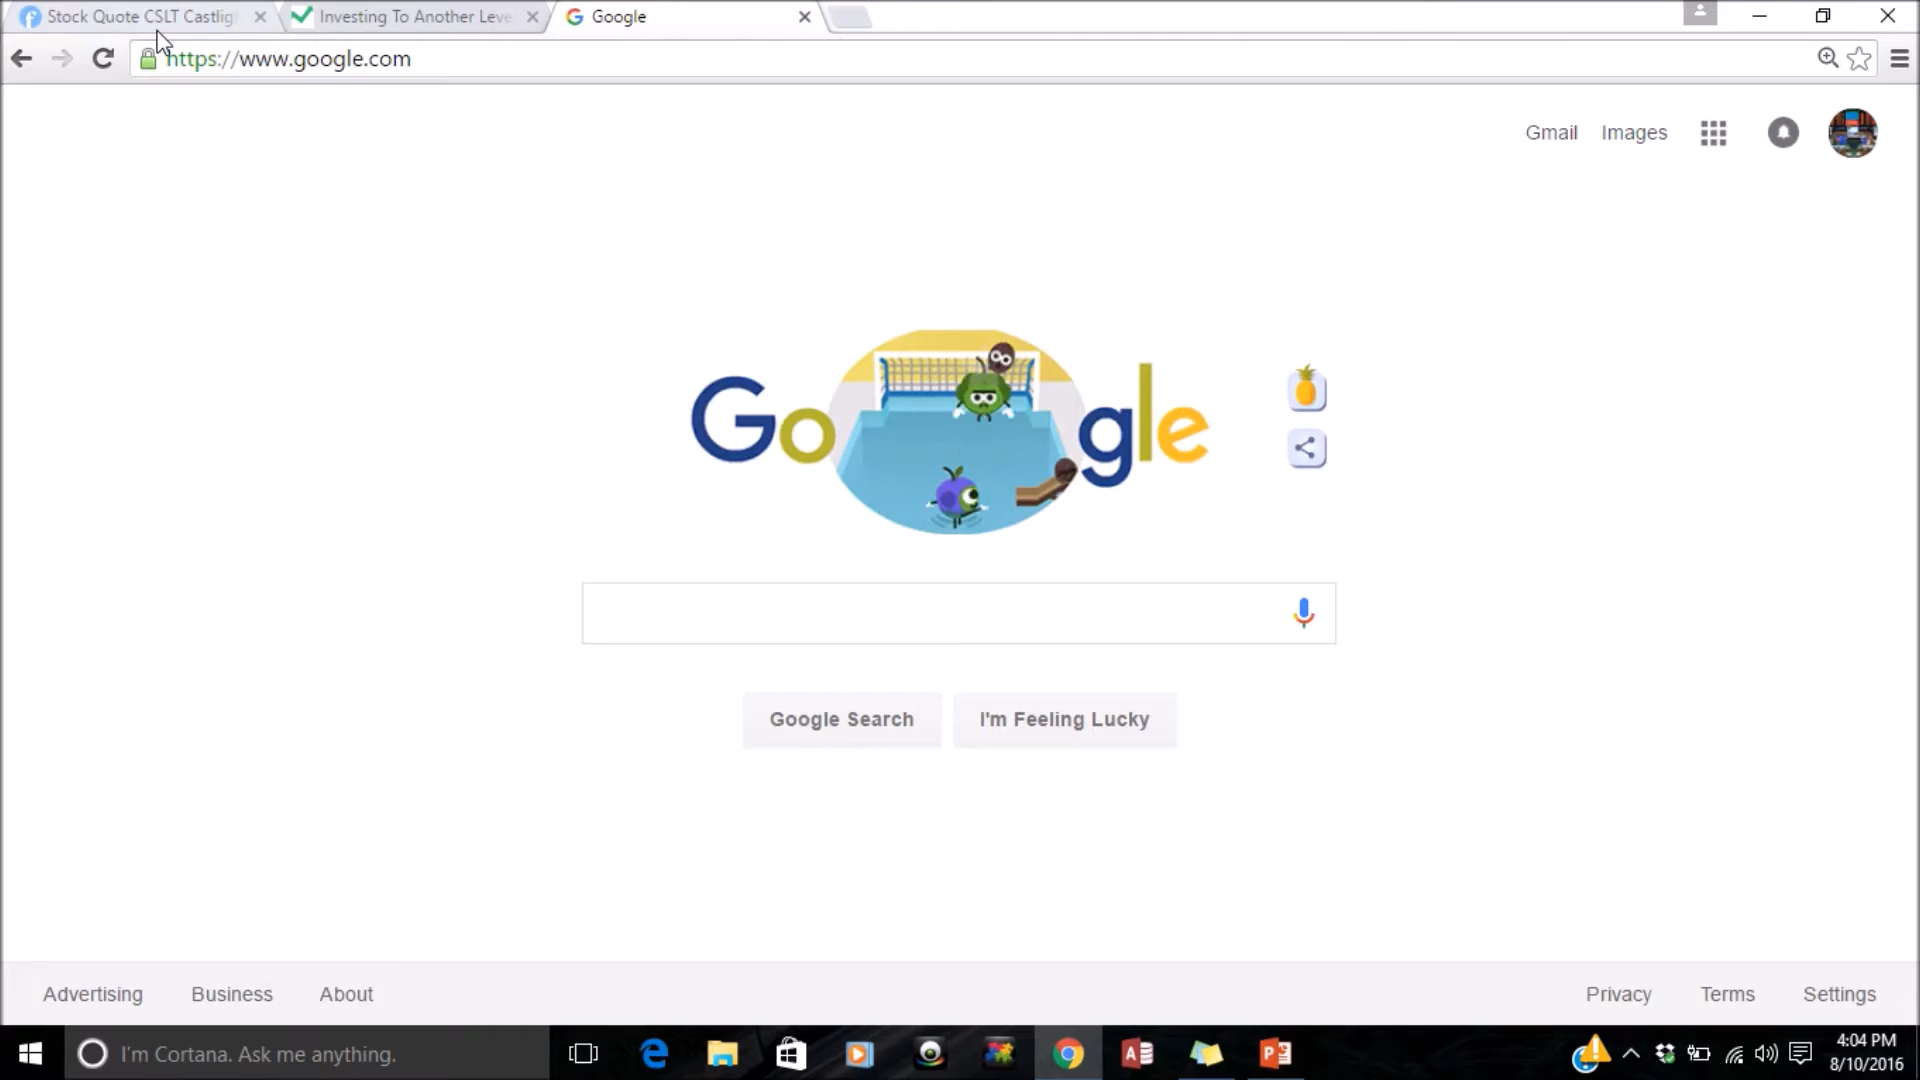 Stock Quote CSLT Castligh
Investing To Another Leve
Google
https://www.google.com
Gmail Images
Google
Google Search I'm Feeling Lucky
Advertising Business About Privacy Terms Settings
I'm Cortana. Ask me anything.
4:04 PM
8/10/2016